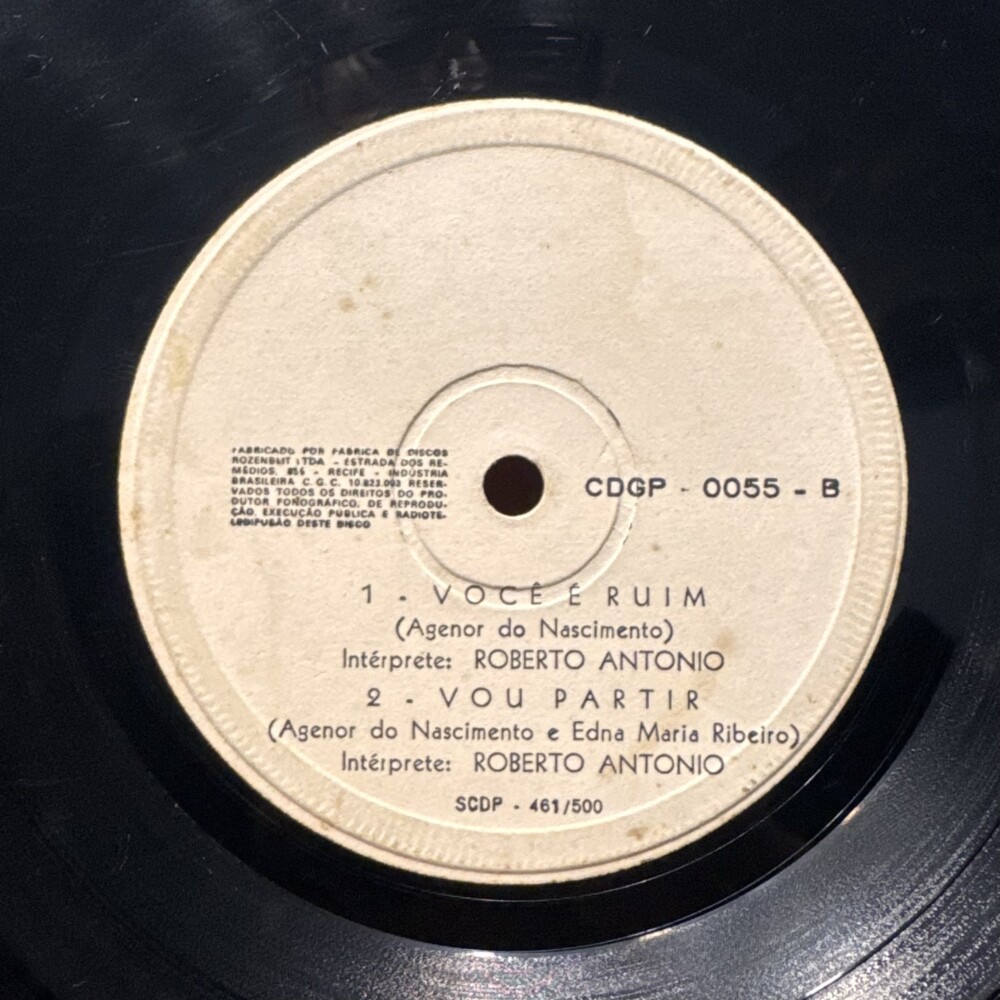 FABRICADO POR FABRICA DE DISCOS
ROZENBLIT LTDA - ESTRADA DOS RE-
MÉDIOS, 855 - RECIFE - INDÚSTRIA
BRASILEIRA C.G.C. 10.823.003 RESER-
VADOS TODOS OS DIREITOS DO PRO-
DUTOR FONOGRÁFICO, DE REPRODU-
ÇÃO, EXECUÇÃO PUBLICA E RADIOTE-
DESTE DISCO
CDGP - 0055 - B
1 - VOCÊ É RUIM
(Agenor do Nascimento)
Intérprete: ROBERTO ANTONIO
2 - VOU PARTIR
(Agenor do Nascimento e Edna Maria Ribeiro)
Intérprete: ROBERTO ANTONIO
SCDP - 461/500